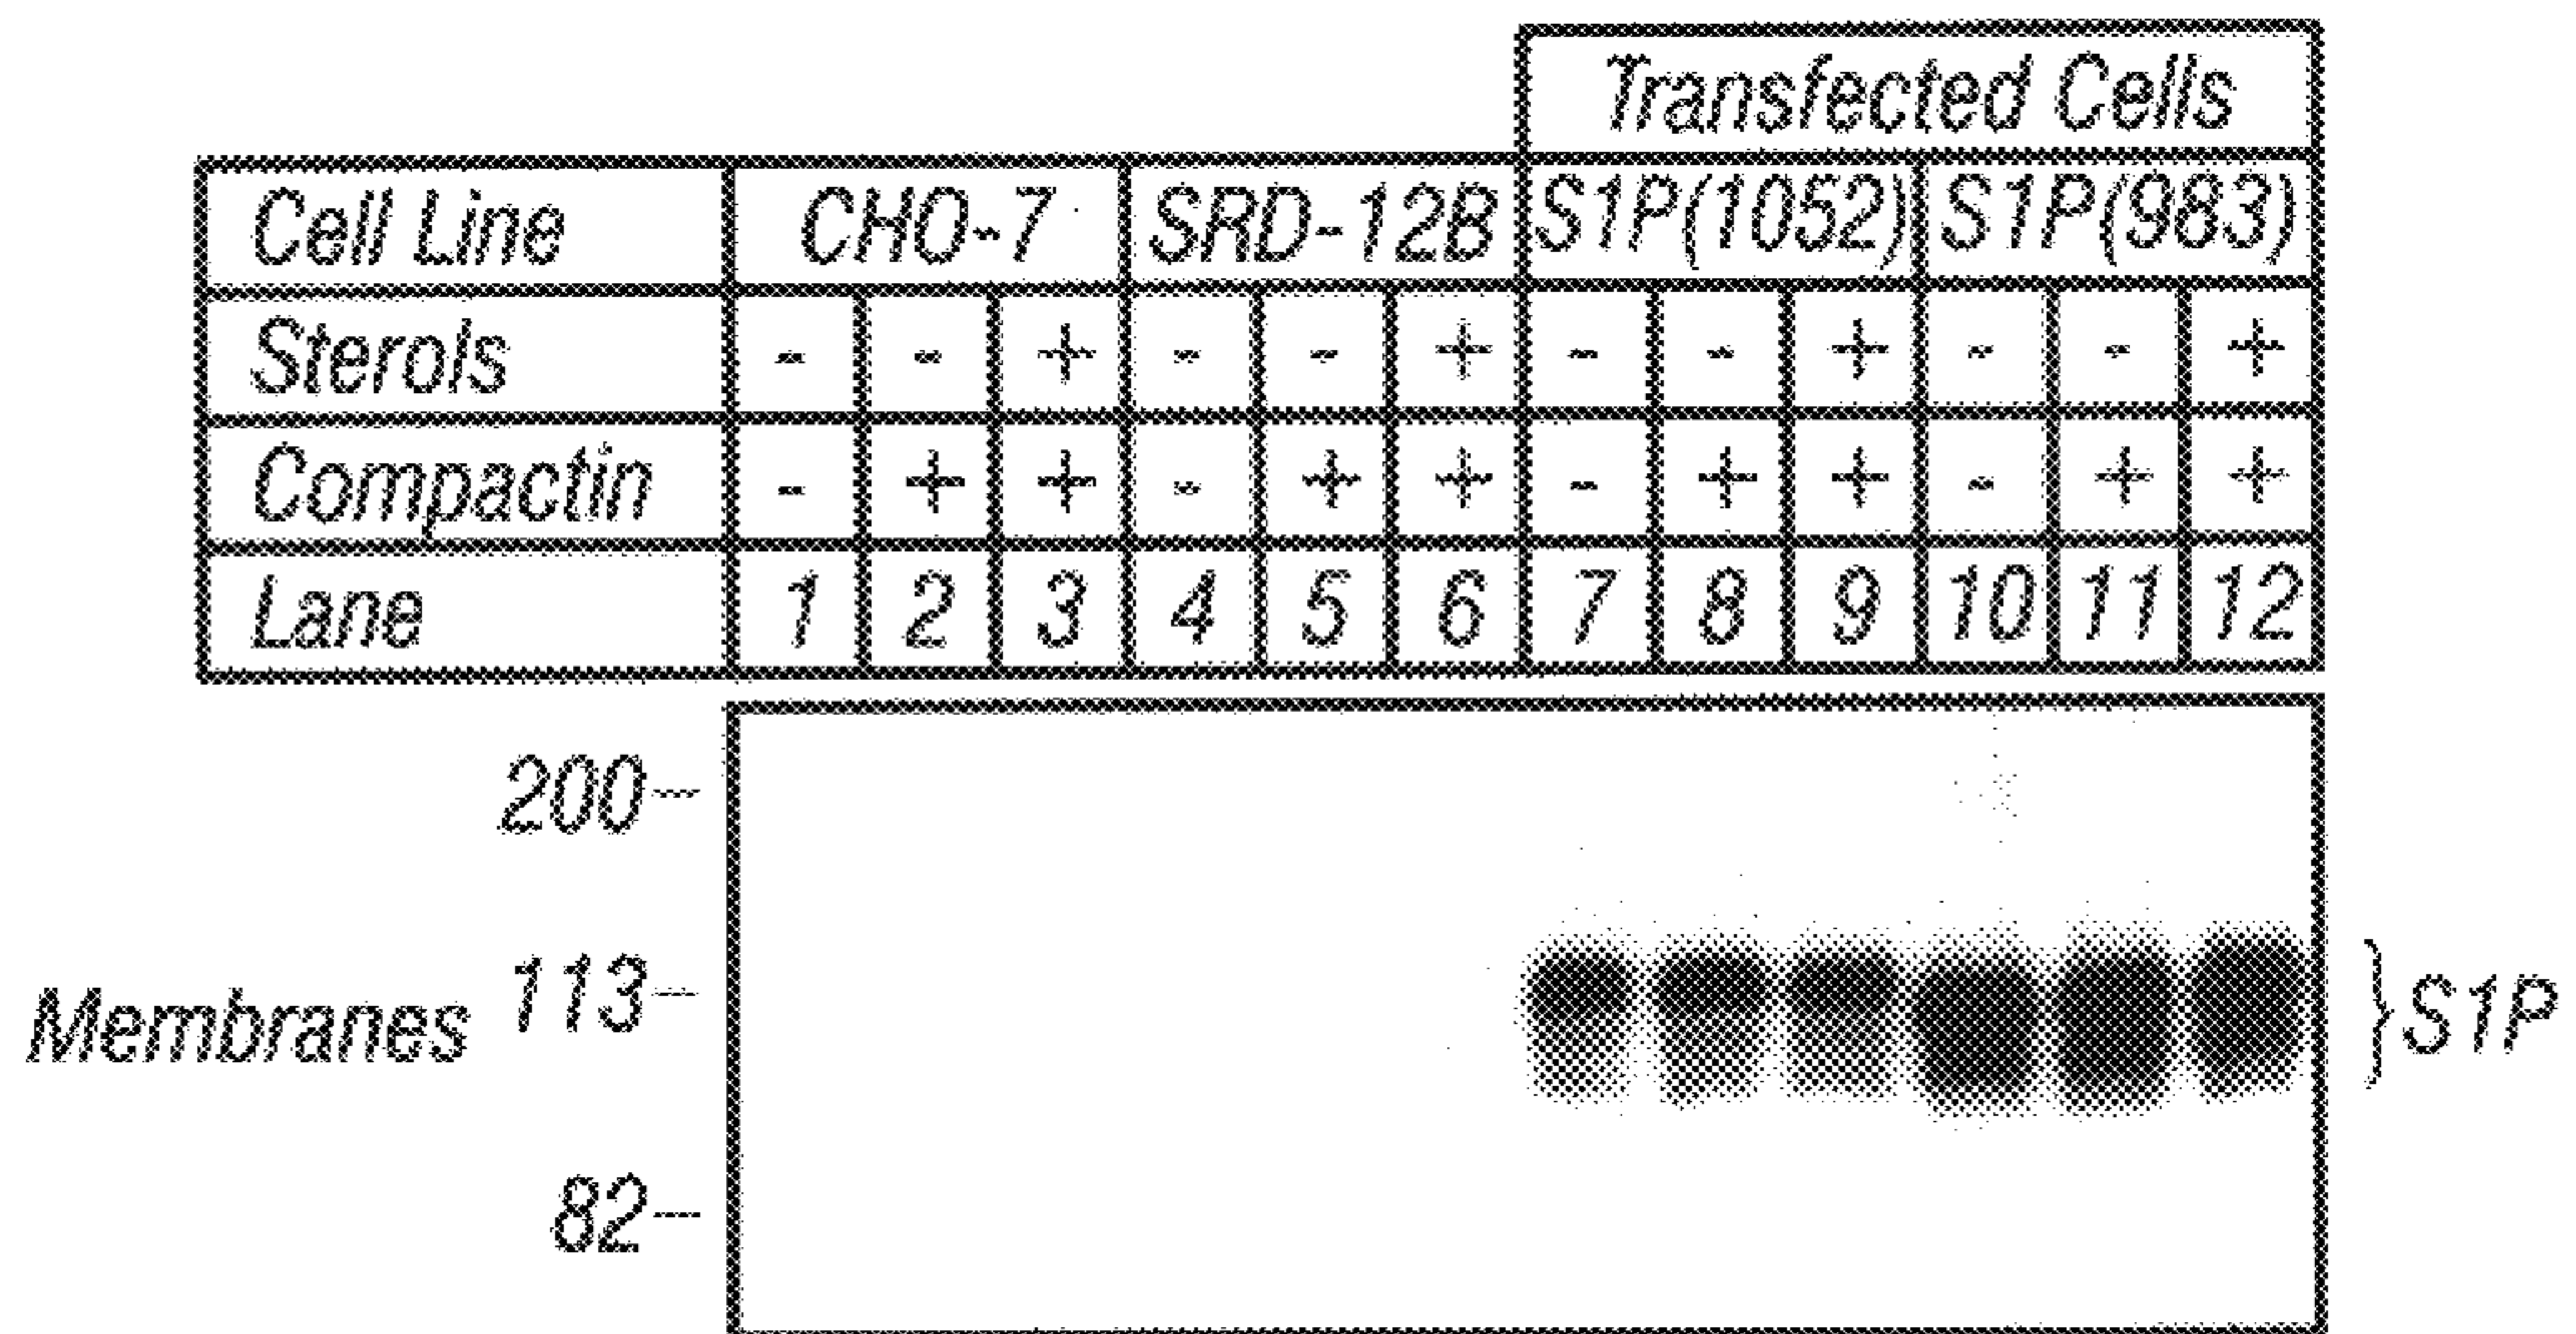 Transfected Cells
Cell Line CHO-7 SRD-12B S1P(1052) S1P(983)
Sterols - - + - - + - - + - - +
Compactin - + + - + + - + + - + +
Lane 1 2 3 4 5 6 7 8 9 10 11 12
200-
Membranes 113- }S1P
82-